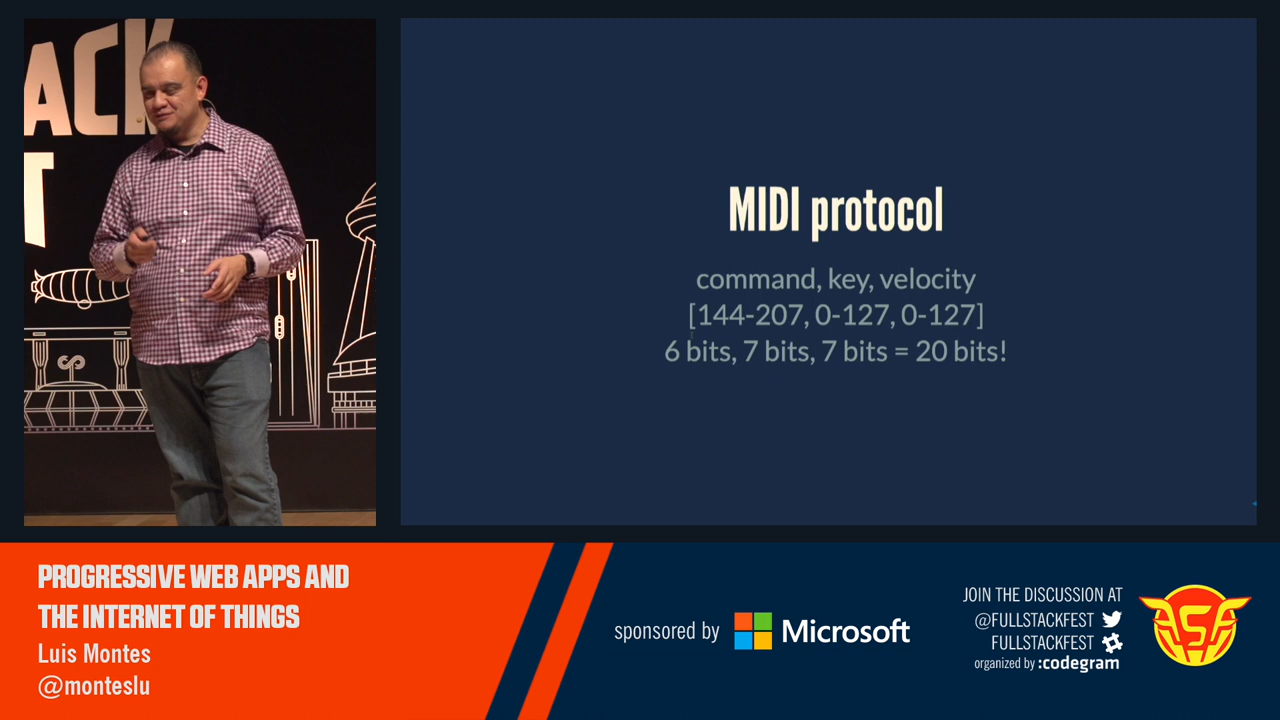 ACK
T
MIDI protocol
command, key, velocity
[144-207, 0-127, 0-127]
6 bits, 7 bits, 7 bits = 20 bits!
PROGRESSIVE WEB APPS AND
THE INTERNET OF THINGS
Luis Montes
@monteslu
sponsored by Microsoft
JOIN THE DISCUSSION AT
@FULLSTACKFEST
FULLSTACKFEST
organized by :codegram
FSF